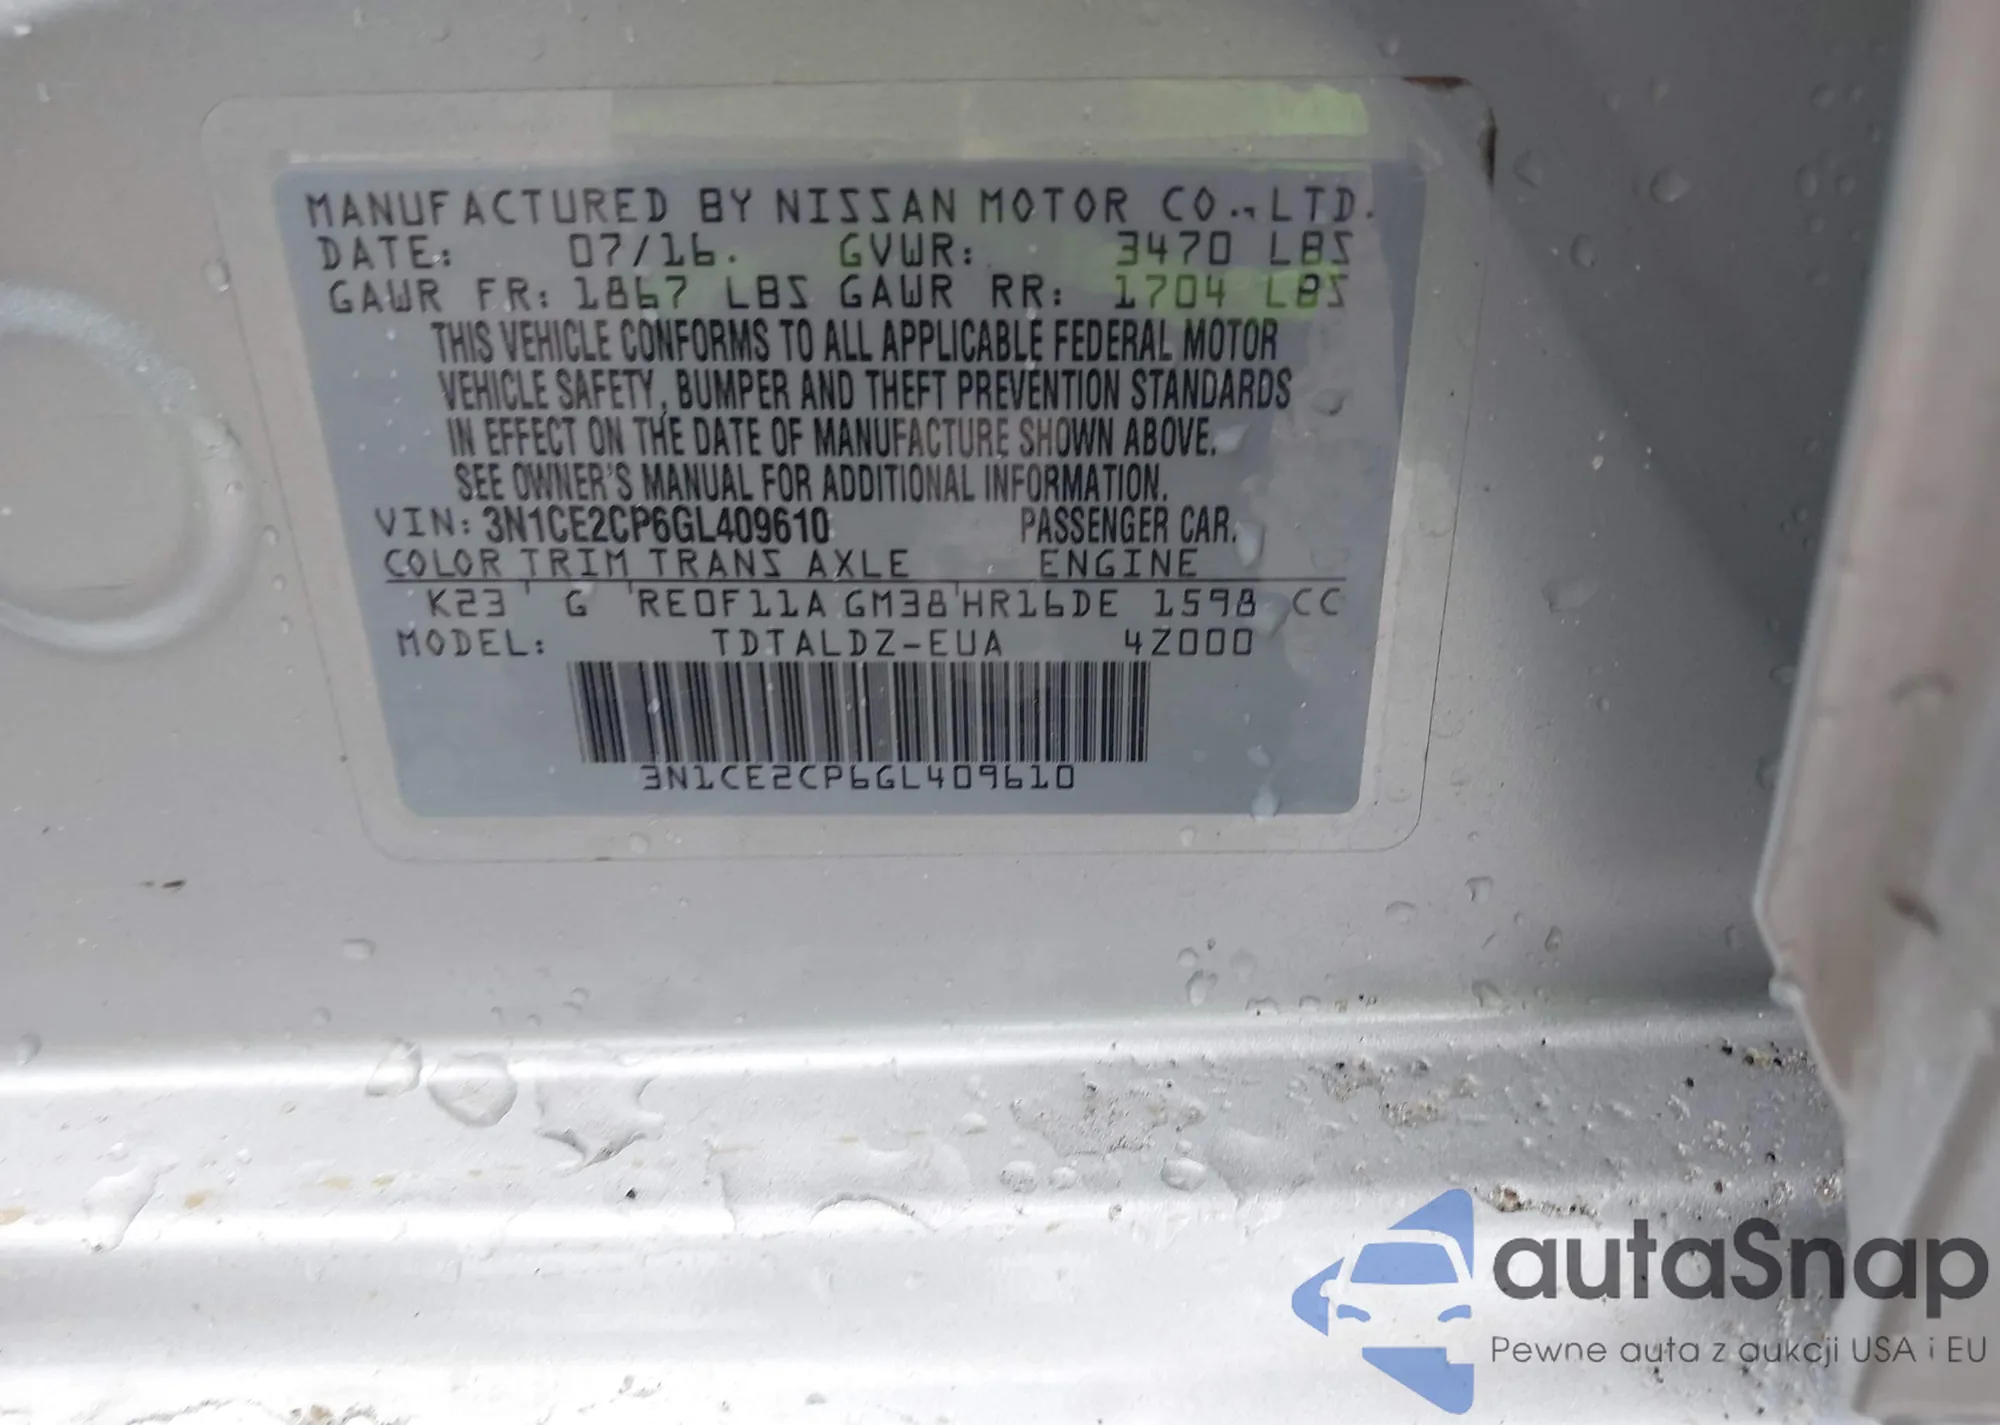 MANUFACTURED BY NISSAN MOTOR CO., LTD.
DATE: 07/16. GVWR: 3470 LBS
GAWR FR: 1867 LBS GAWR RR: 1704 LBS
THIS VEHICLE CONFORMS TO ALL APPLICABLE FEDERAL MOTOR
VEHICLE SAFETY, BUMPER AND THEFT PREVENTION STANDARDS
IN EFFECT ON THE DATE OF MANUFACTURE SHOWN ABOVE.
SEE OWNER'S MANUAL FOR ADDITIONAL INFORMATION.
VIN: 3N1CE2CP6GL409610 PASSENGER CAR.
COLOR TRIM TRANS AXLE ENGINE
K23 G RE0F11A GM38 HR16DE 1598 CC
MODEL: TDTALDZ-EUA 4Z000
3N1CE2CP6GL409610
autaSnap
Pewne auta z aukcji USA i EU